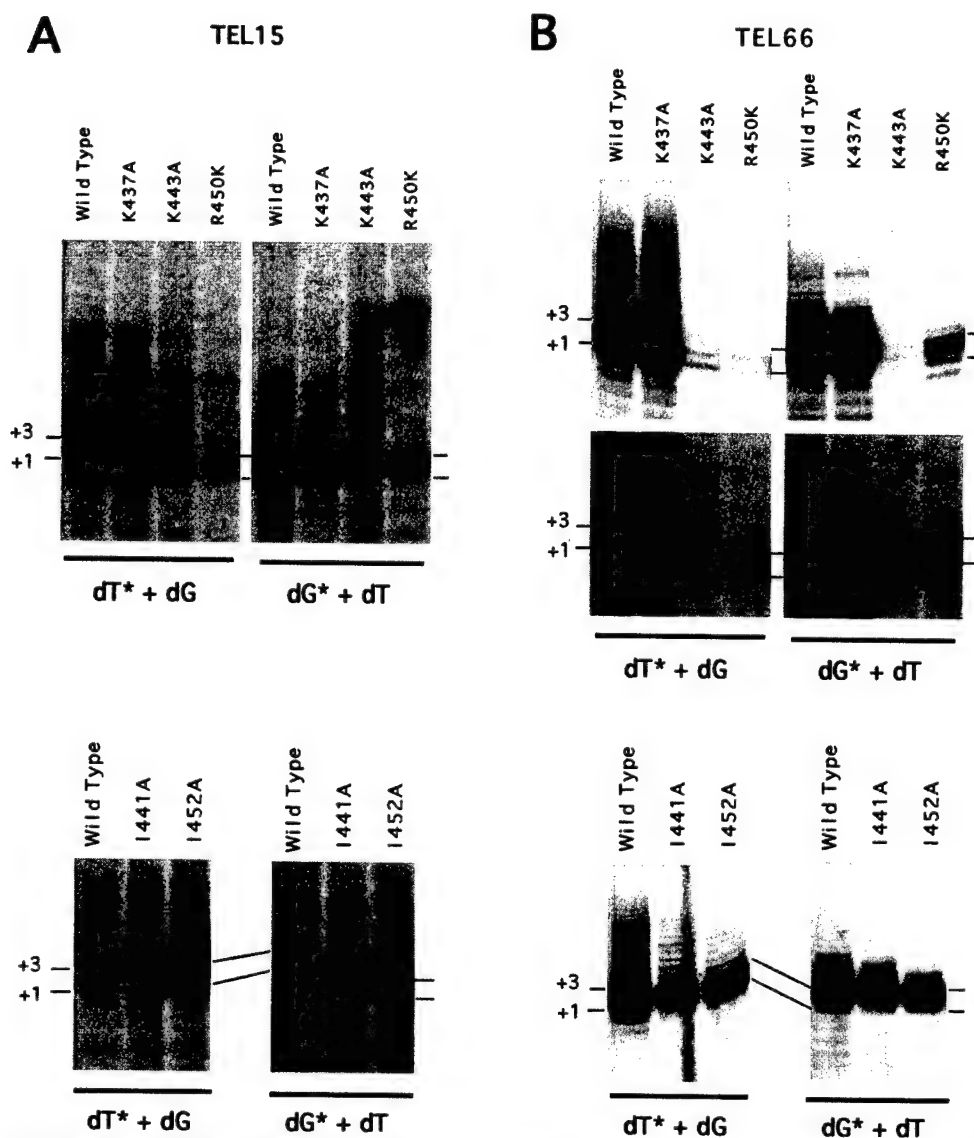 A TEL15
Wild Type K437A K443A R450K Wild Type K437A K443A R450K
+3
+1
dT* + dG dG* + dT
Wild Type I441A I452A Wild Type I441A I452A
+3
+1
dT* + dG dG* + dT
B TEL66
Wild Type K437A K443A R450K Wild Type K437A K443A R450K
+3
+1
+3
+1
dT* + dG dG* + dT
Wild Type I441A I452A Wild Type I441A I452A
+3
+1
dT* + dG dG* + dT